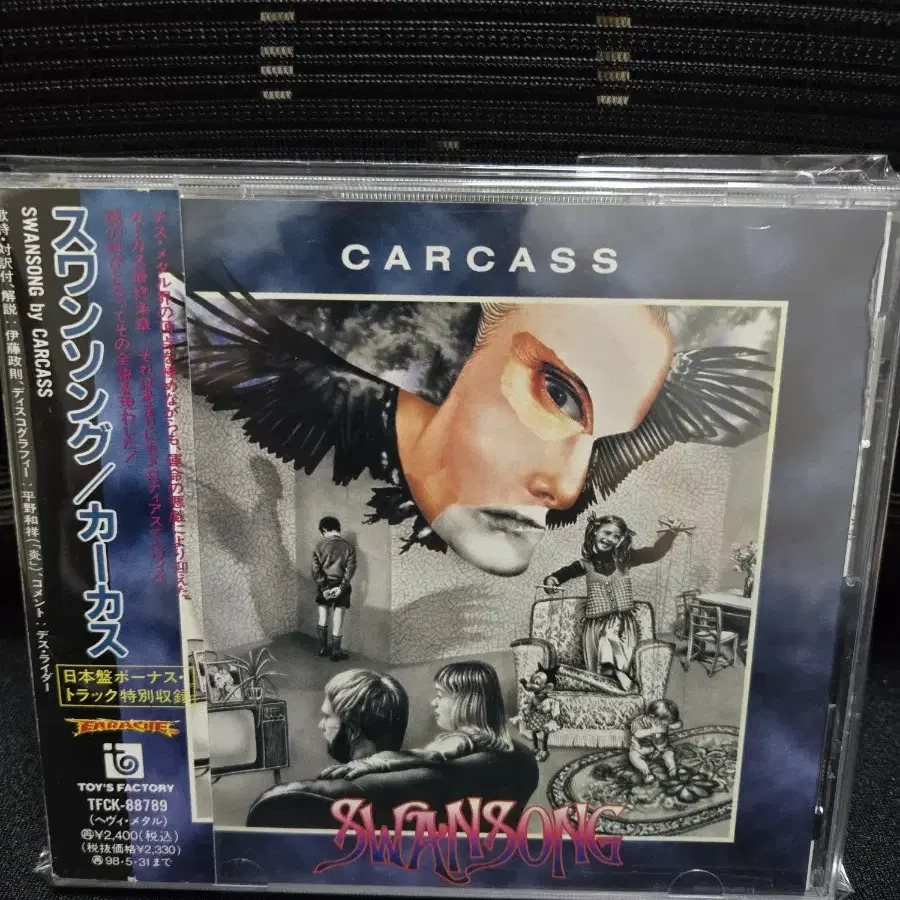 CARCASS
SWANSONG
スワンソング/カーカス
SWANSONG by CARCASS
歌詩・対訳付、解説:伊藤政則、ディスコグラフィー:平野和祥(「炎」)、コメント:デス・ライダー
日本盤ボーナス・
トラック特別収録
EARACHE
TOY'S FACTORY
TFCK-88789
(ヘヴィ・メタル)
¥2,400(税込)
(税抜価格¥2,330)
98・5・31まで